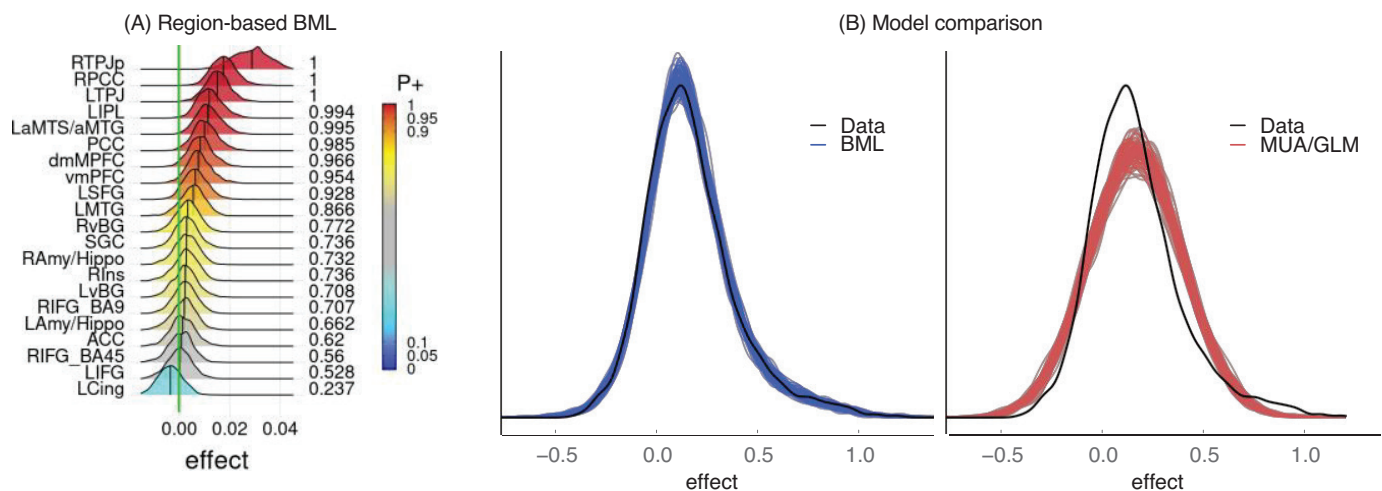 (A) Region-based BML
RTPJp 1
RPCC 1
LTPJ 1
LIPL 0.994
LaMTS/aMTG 0.995
PCC 0.985
dmMPFC 0.966
vmPFC 0.954
LSFG 0.928
LMTG 0.866
RvBG 0.772
SGC 0.736
RAmy/Hippo 0.732
RIns 0.736
LvBG 0.708
RIFG_BA9 0.707
LAmy/Hippo 0.662
ACC 0.62
RIFG_BA45 0.56
LIFG 0.528
LCing 0.237
0.00 0.02 0.04
effect
P+
1
0.95
0.9
0.1
0.05
0
(B) Model comparison
Data
BML
−0.5 0.0 0.5 1.0
effect
Data
MUA/GLM
−0.5 0.0 0.5 1.0
effect